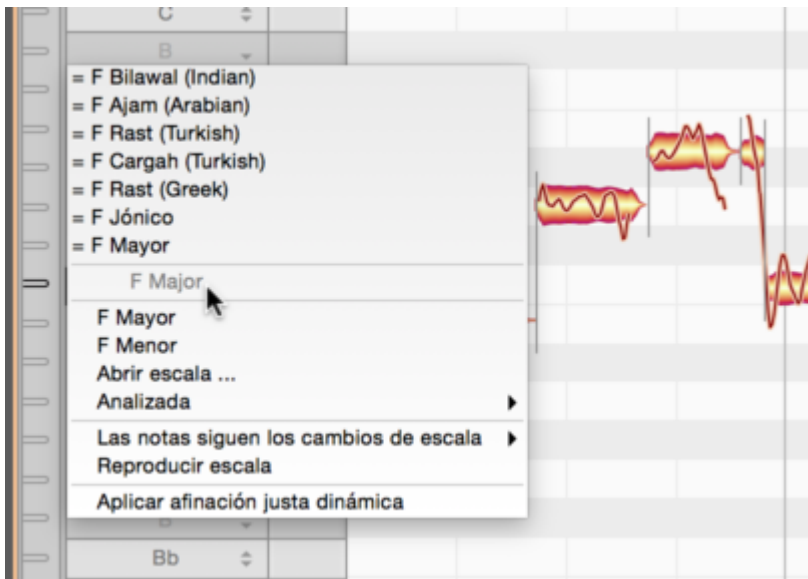 C
B
= F Bilawal (Indian)
= F Ajam (Arabian)
= F Rast (Turkish)
= F Cargah (Turkish)
= F Rast (Greek)
= F Jónico
= F Mayor
F Major
F Mayor
F Menor
Abrir escala ...
Analizada
Las notas siguen los cambios de escala
Reproducir escala
Aplicar afinación justa dinámica
Bb